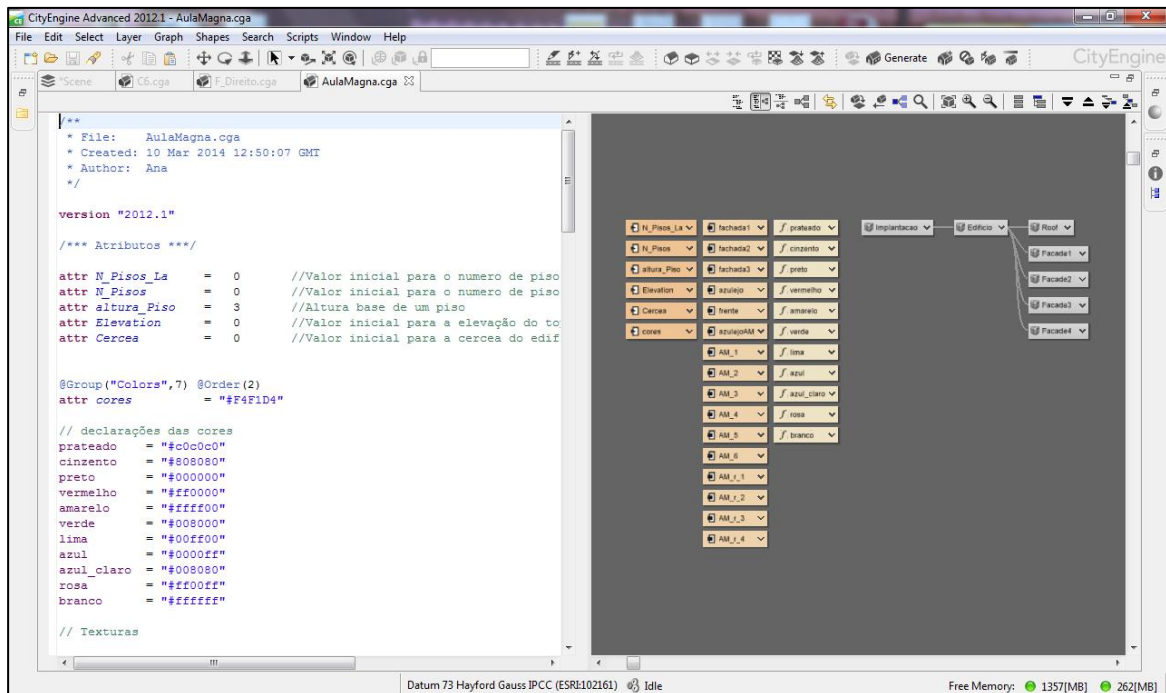 CityEngine Advanced 2012.1 - AulaMagna.cga
File Edit Select Layer Graph Shapes Search Scripts Window Help
Generate
CityEngine
*Scene C6.cga F_Direito.cga AulaMagna.cga
/**
* File: AulaMagna.cga
* Created: 10 Mar 2014 12:50:07 GMT
* Author: Ana
*/
version "2012.1"
/*** Atributos ***/
attr N_Pisos_La = 0 //Valor inicial para o numero de piso
attr N_Pisos = 0 //Valor inicial para o numero de piso
attr altura_Piso = 3 //Altura base de um piso
attr Elevation = 0 //Valor inicial para a elevação do to
attr Cercea = 0 //Valor inicial para a cercea do edif
@Group("Colors",7) @Order(2)
attr cores = "#F4F1D4"
// declarações das cores
prateado = "#c0c0c0"
cinzento = "#808080"
preto = "#000000"
vermelho = "#ff0000"
amarelo = "#ffff00"
verde = "#008000"
lima = "#00ff00"
azul = "#0000ff"
azul_claro = "#008080"
rosa = "#ff00ff"
branco = "#ffffff"
// Texturas
N_Pisos_La fachada1 f. prateado Implantacao Edificio Roof
N_Pisos fachada2 f. cinzento Facade1
altura_Piso fachada3 f. preto Facade2
Elevation azulejo f. vermelho Facade3
Cercea frente f. amarelo Facade4
cores azulejoAM f. verde
AM_1 f. lima
AM_2 f. azul
AM_3 f. azul_claro
AM_4 f. rosa
AM_5 f. branco
AM_6
AM_r_1
AM_r_2
AM_r_3
AM_r_4
Datum 73 Hayford Gauss IPCC (ESRI:102161) Idle Free Memory: 1357[MB] 262[MB]